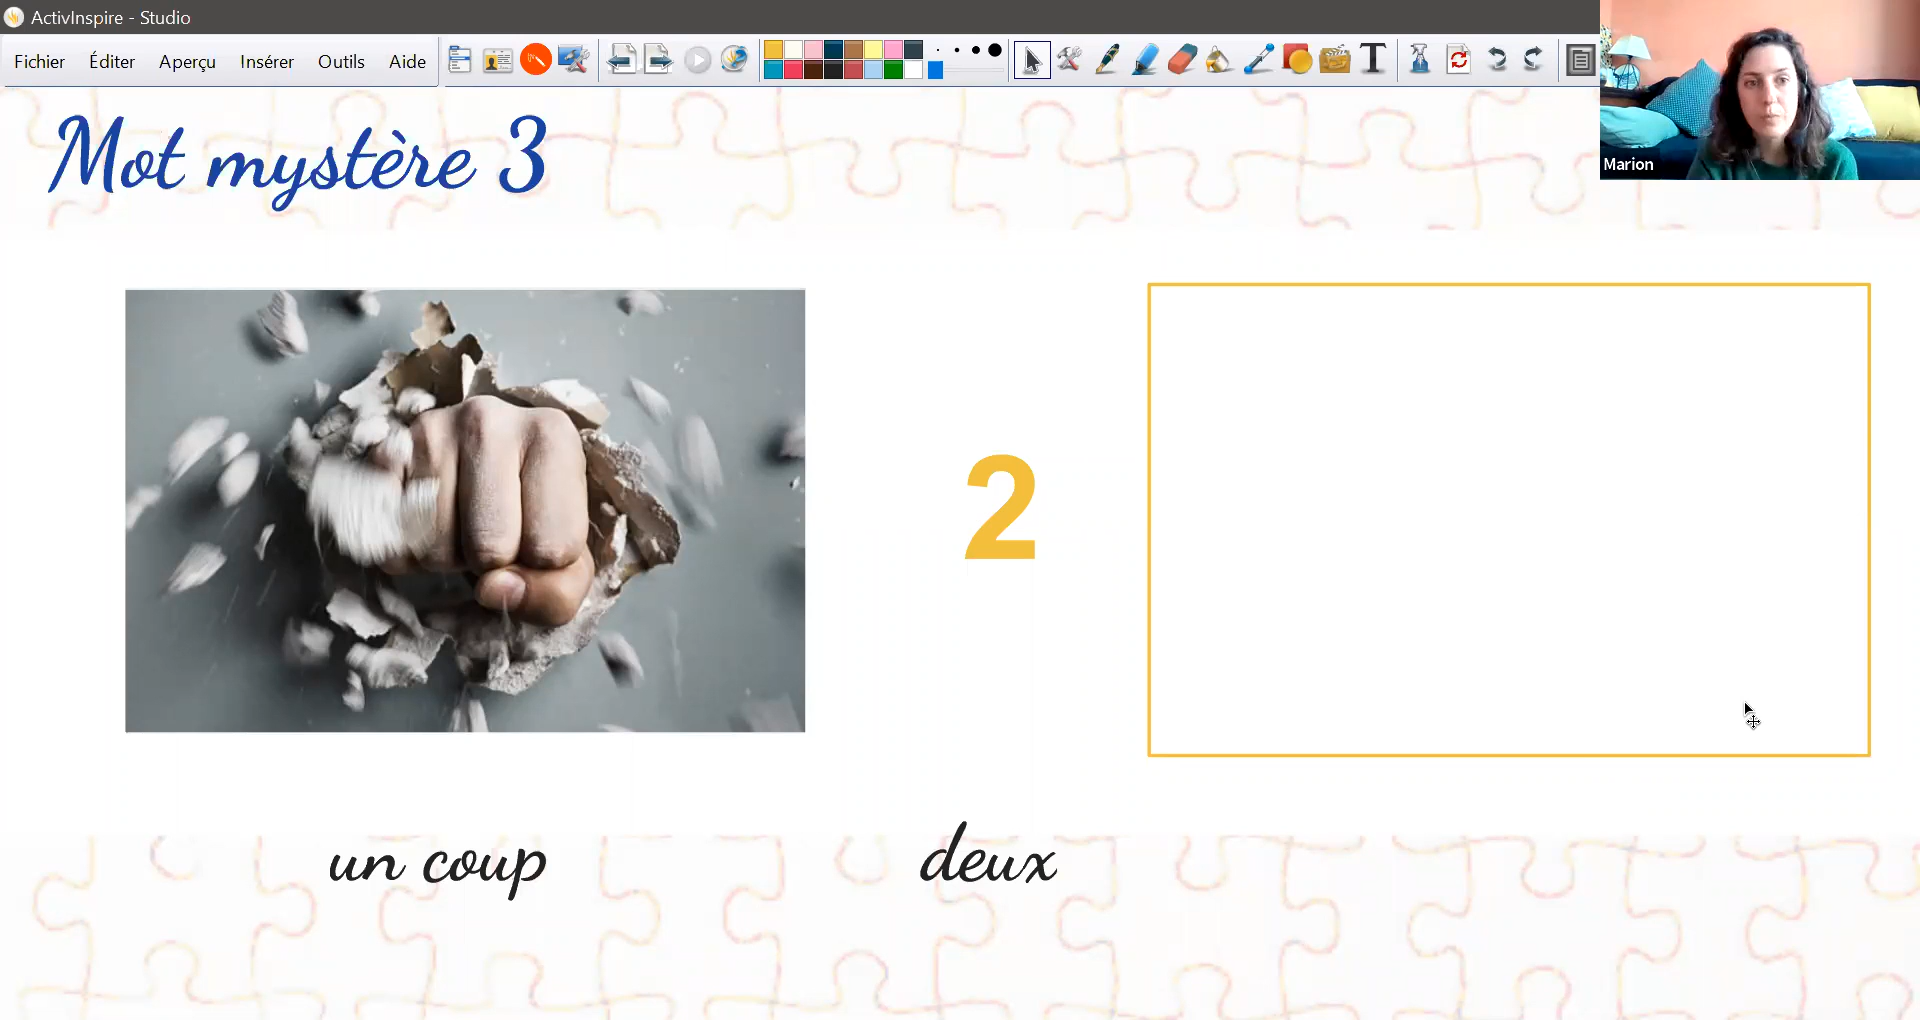 ActivInspire - Studio
Fichier Éditer Aperçu Insérer Outils Aide
T
Marion
Mot mystère 3
2
un coup deux